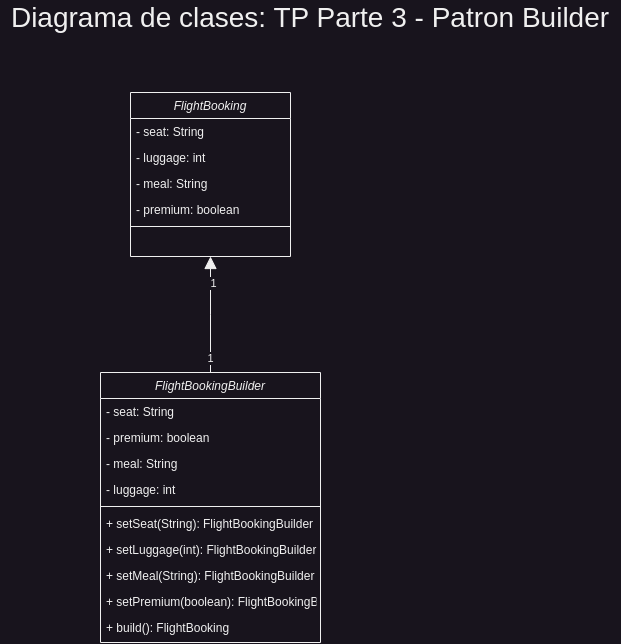 Diagrama de clases: TP Parte 3 - Patron Builder
FlightBooking
- seat: String
- luggage: int
- meal: String
- premium: boolean
1
1
FlightBookingBuilder
- seat: String
- premium: boolean
- meal: String
- luggage: int
+ setSeat(String): FlightBookingBuilder
+ setLuggage(int): FlightBookingBuilder
+ setMeal(String): FlightBookingBuilder
+ setPremium(boolean): FlightBookingB
+ build(): FlightBooking